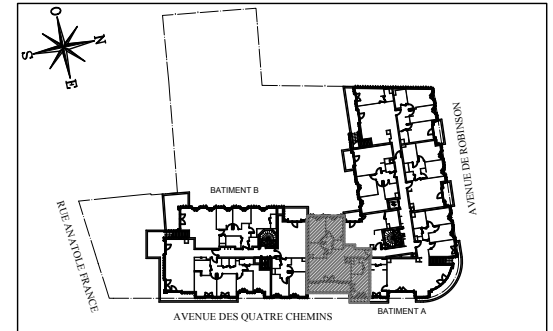 O
N
S
E
AVENUE DE ROBINSON
BATIMENT B
RUE ANATOLE FRANCE
BATIMENT A
AVENUE DES QUATRE CHEMINS